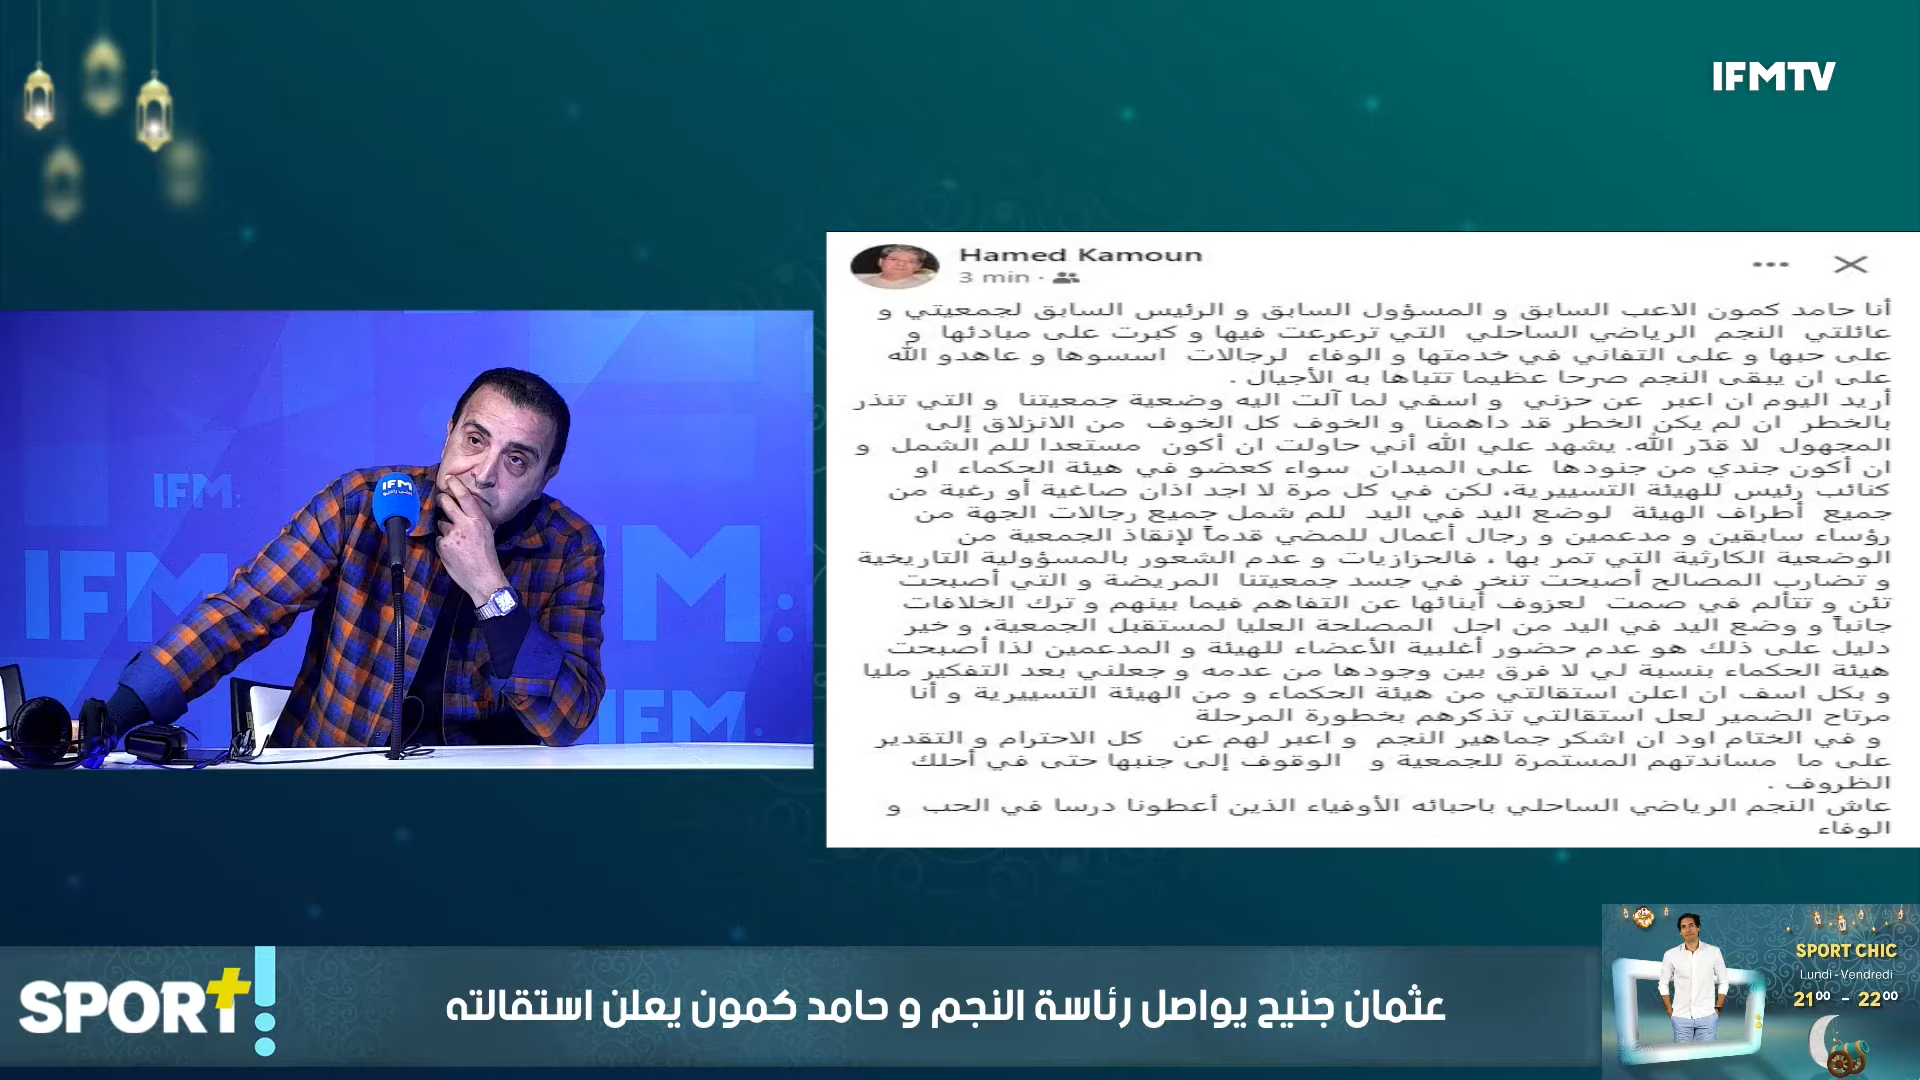 IFMTV
Hamed Kamoun
3 min ·
أنا حامد كمون الاعب السابق و المسؤول السابق و الرئيس السابق لجمعيتي و
عائلتي النجم الرياضي الساحلي التي ترعرعت فيها و كبرت على مبادئها و
على حبها و على التفاني في خدمتها و الوفاء لرجالات اسسوها و عاهدو الله
على ان يبقى النجم صرحا عظيما تتباها به الأجيال .
أريد اليوم ان اعبر عن حزني و اسفي لما آلت اليه وضعية جمعيتنا و التي تنذر
بالخطر ان لم يكن الخطر قد داهمنا و الخوف كل الخوف من الانزلاق إلى
المجهول لا قدّر الله. يشهد علي الله أني حاولت ان أكون مستعدا للم الشمل و
ان أكون جندي من جنودها على الميدان سواء كعضو في هيئة الحكماء او
كنائب رئيس للهيئة التسييرية، لكن في كل مرة لا اجد اذان صاغية أو رغبة من
جميع أطراف الهيئة لوضع اليد في اليد للم شمل جميع رجالات الجهة من
رؤساء سابقين و مدعمين و رجال أعمال للمضي قدماً لإنقاذ الجمعية من
الوضعية الكارثية التي تمر بها ، فالحزازيات و عدم الشعور بالمسؤولية التاريخية
و تضارب المصالح أصبحت تنخر في جسد جمعيتنا المريضة و التي أصبحت
تئن و تتألم في صمت لعزوف أبنائها عن التفاهم فيما بينهم و ترك الخلافات
جانباً و وضع اليد في اليد من اجل المصلحة العليا لمستقبل الجمعية، و خير
دليل على ذلك هو عدم حضور أغلبية الأعضاء للهيئة و المدعمين لذا أصبحت
هيئة الحكماء بنسبة لي لا فرق بين وجودها من عدمه و جعلني بعد التفكير مليا
و بكل اسف ان اعلن استقالتي من هيئة الحكماء و من الهيئة التسييرية و أنا
مرتاح الضمير لعل استقالتي تذكرهم بخطورة المرحلة
و في الختام اود ان اشكر جماهير النجم و اعبر لهم عن كل الاحترام و التقدير
على ما مساندتهم المستمرة للجمعية و الوقوف إلى جنبها حتى في أحلك
الظروف .
عاش النجم الرياضي الساحلي باحبائه الأوفياء الذين أعطونا درسا في الحب و
الوفاء
IFM:
IFM
IFM:
IFM:
IFM
SPORT+!
عثمان جنيح يواصل رئاسة النجم و حامد كمون يعلن استقالته
SPORT CHIC
Lundi - Vendredi
21⁰⁰ - 22⁰⁰